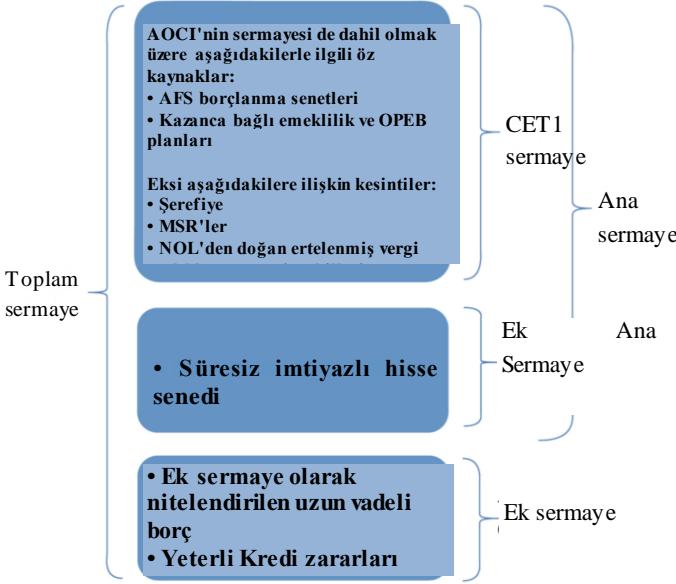 AOCI'nin sermayesi de dahil olmak
üzere aşağıdakilerle ilgili öz
kaynaklar:
• AFS borçlanma senetleri
• Kazanca bağlı emeklilik ve OPEB
planları
Eksi aşağıdakilere ilişkin kesintiler:
• Şerefiye
• MSR'ler
• NOL'den doğan ertelenmiş vergi
CET1
sermaye
Ana
sermaye
Toplam
sermaye
• Süresiz imtiyazlı hisse
senedi
Ek Ana
Sermaye
• Ek sermaye olarak
nitelendirilen uzun vadeli
borç
• Yeterli Kredi zararları
Ek sermaye